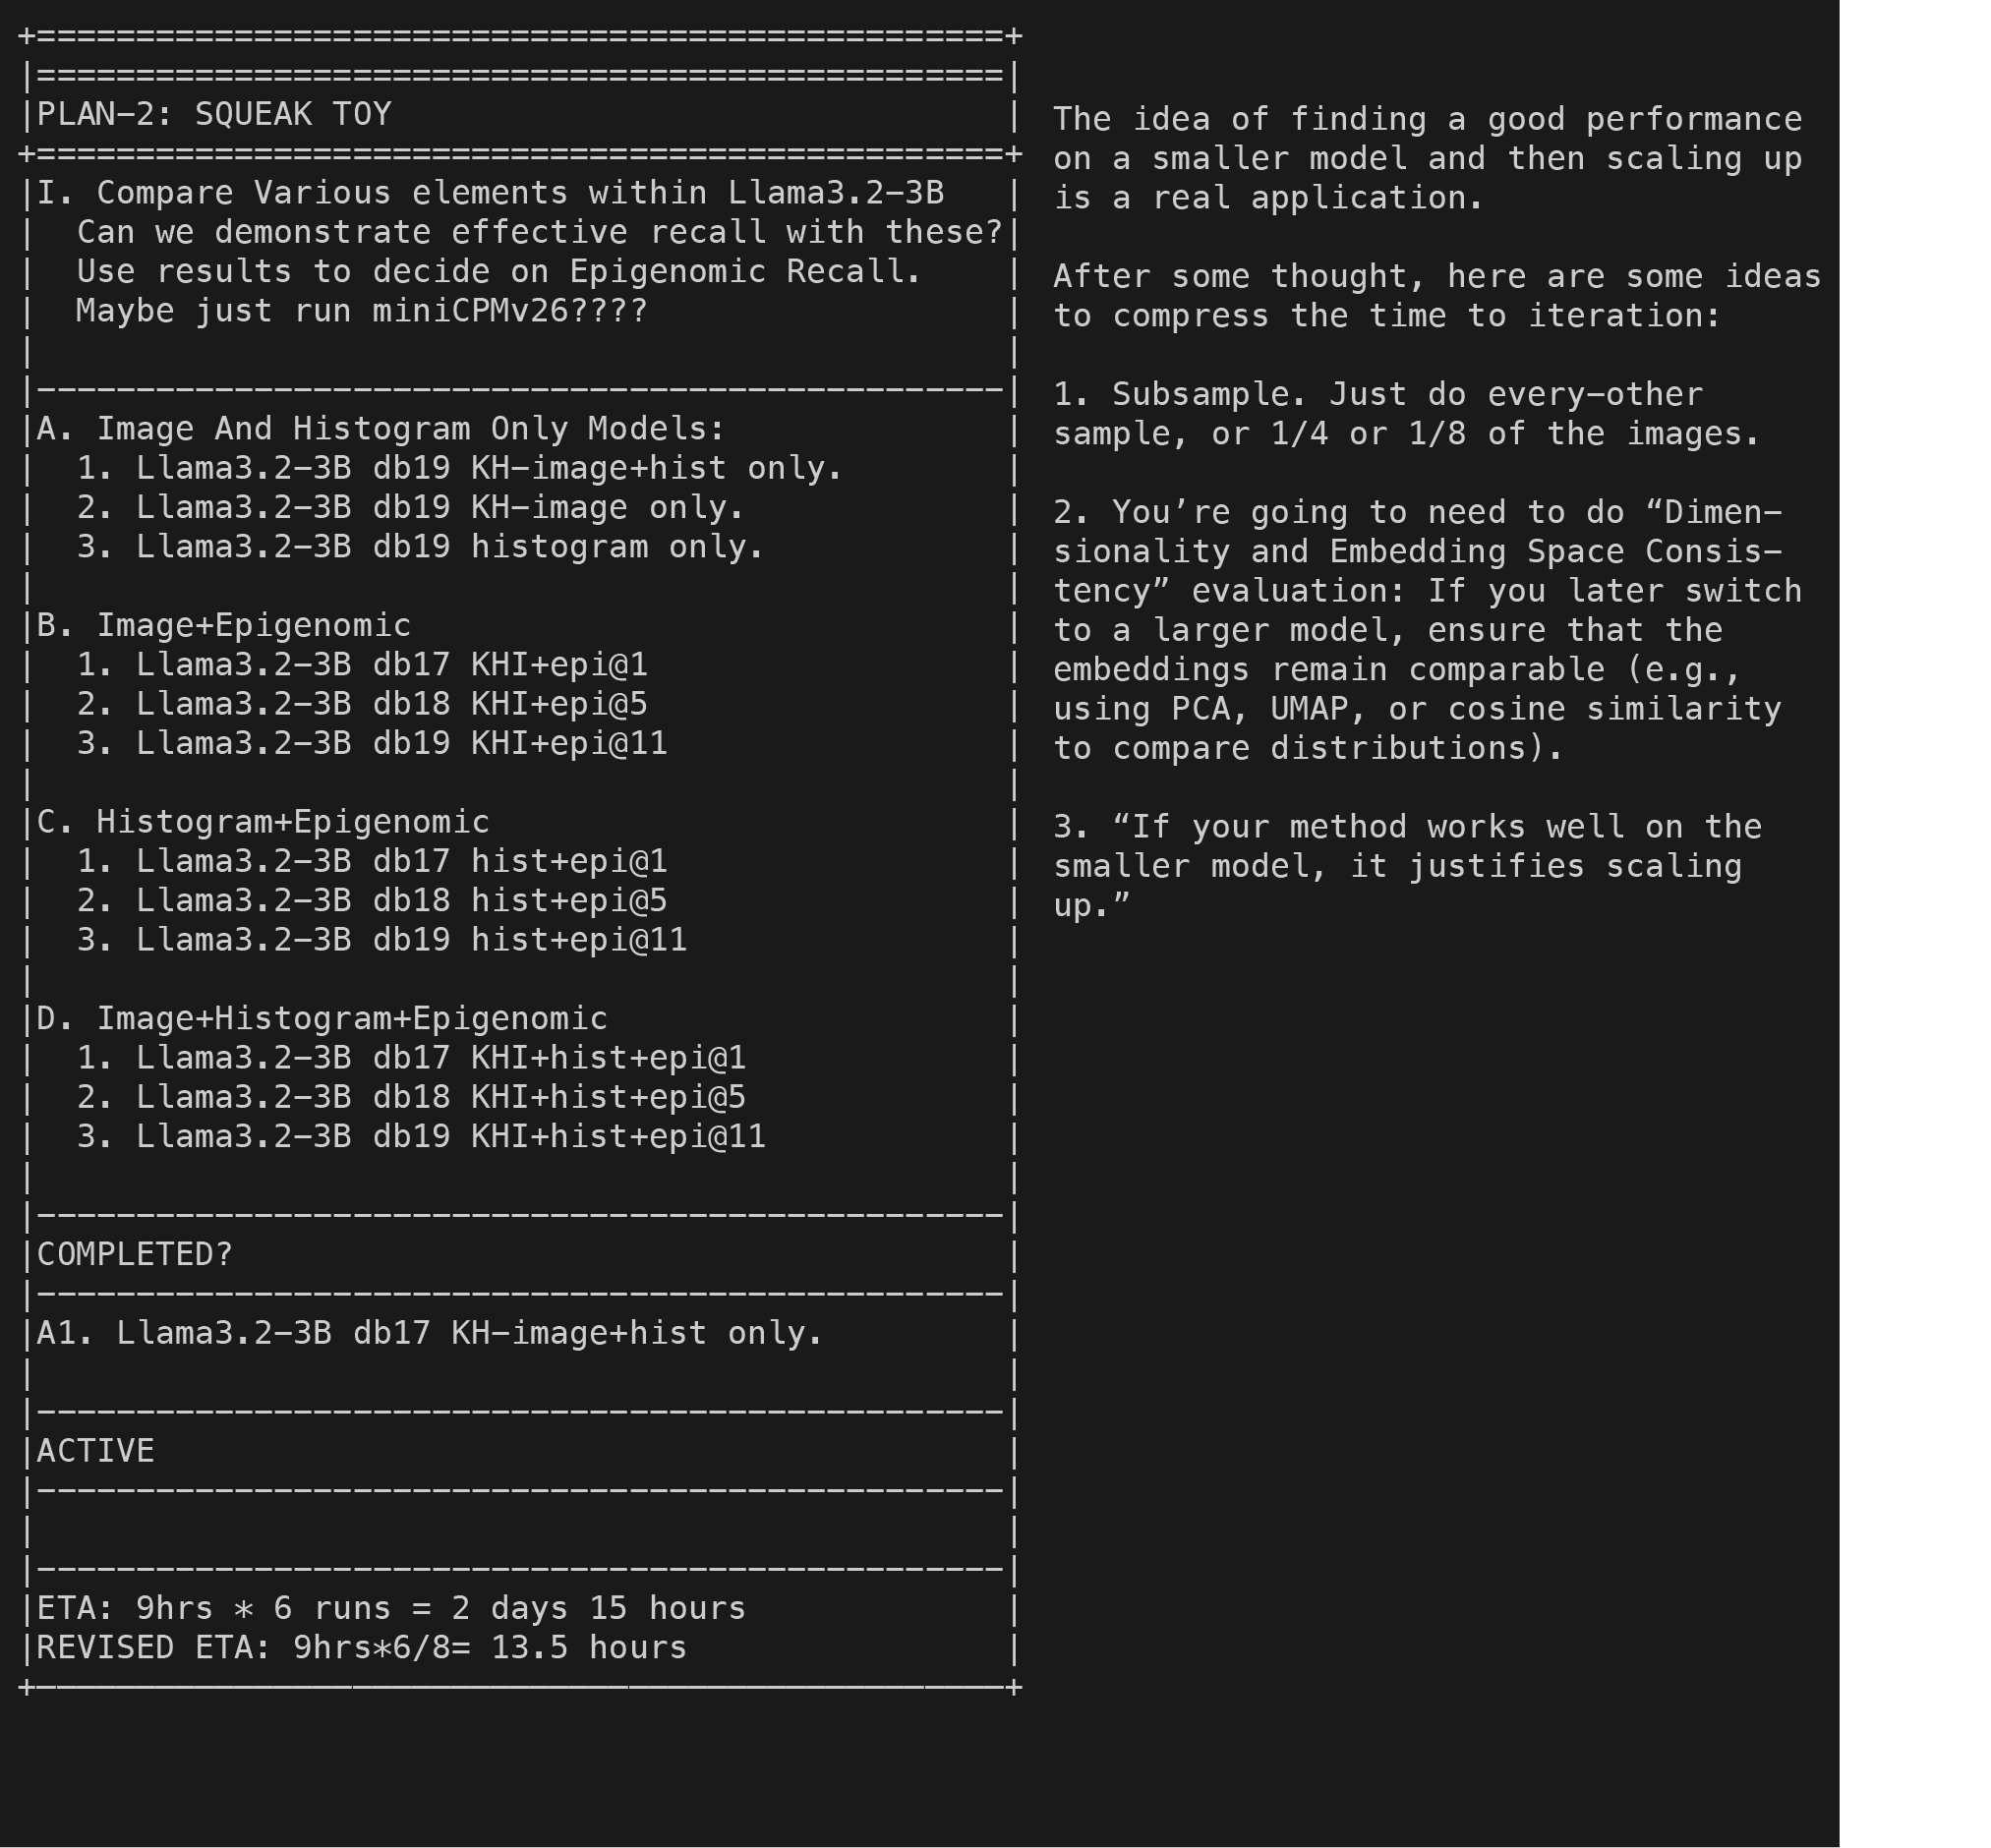 +=================================================+
|=================================================|
|PLAN-2: SQUEAK TOY |
+=================================================+
|I. Compare Various elements within Llama3.2-3B |
| Can we demonstrate effective recall with these?|
| Use results to decide on Epigenomic Recall. |
| Maybe just run miniCPMv26???? |
| |
|-------------------------------------------------|
|A. Image And Histogram Only Models: |
| 1. Llama3.2-3B db19 KH-image+hist only. |
| 2. Llama3.2-3B db19 KH-image only. |
| 3. Llama3.2-3B db19 histogram only. |
| |
|B. Image+Epigenomic |
| 1. Llama3.2-3B db17 KHI+epi@1 |
| 2. Llama3.2-3B db18 KHI+epi@5 |
| 3. Llama3.2-3B db19 KHI+epi@11 |
| |
|C. Histogram+Epigenomic |
| 1. Llama3.2-3B db17 hist+epi@1 |
| 2. Llama3.2-3B db18 hist+epi@5 |
| 3. Llama3.2-3B db19 hist+epi@11 |
| |
|D. Image+Histogram+Epigenomic |
| 1. Llama3.2-3B db17 KHI+hist+epi@1 |
| 2. Llama3.2-3B db18 KHI+hist+epi@5 |
| 3. Llama3.2-3B db19 KHI+hist+epi@11 |
| |
|-------------------------------------------------|
|COMPLETED? |
|-------------------------------------------------|
|A1. Llama3.2-3B db17 KH-image+hist only. |
| |
|-------------------------------------------------|
|ACTIVE |
|-------------------------------------------------|
| |
|-------------------------------------------------|
|ETA: 9hrs * 6 runs = 2 days 15 hours |
|REVISED ETA: 9hrs*6/8= 13.5 hours |
+-------------------------------------------------+
The idea of finding a good performance
on a smaller model and then scaling up
is a real application.
After some thought, here are some ideas
to compress the time to iteration:
1. Subsample. Just do every-other
sample, or 1/4 or 1/8 of the images.
2. You’re going to need to do “Dimen-
sionality and Embedding Space Consis-
tency” evaluation: If you later switch
to a larger model, ensure that the
embeddings remain comparable (e.g.,
using PCA, UMAP, or cosine similarity
to compare distributions).
3. “If your method works well on the
smaller model, it justifies scaling
up.”